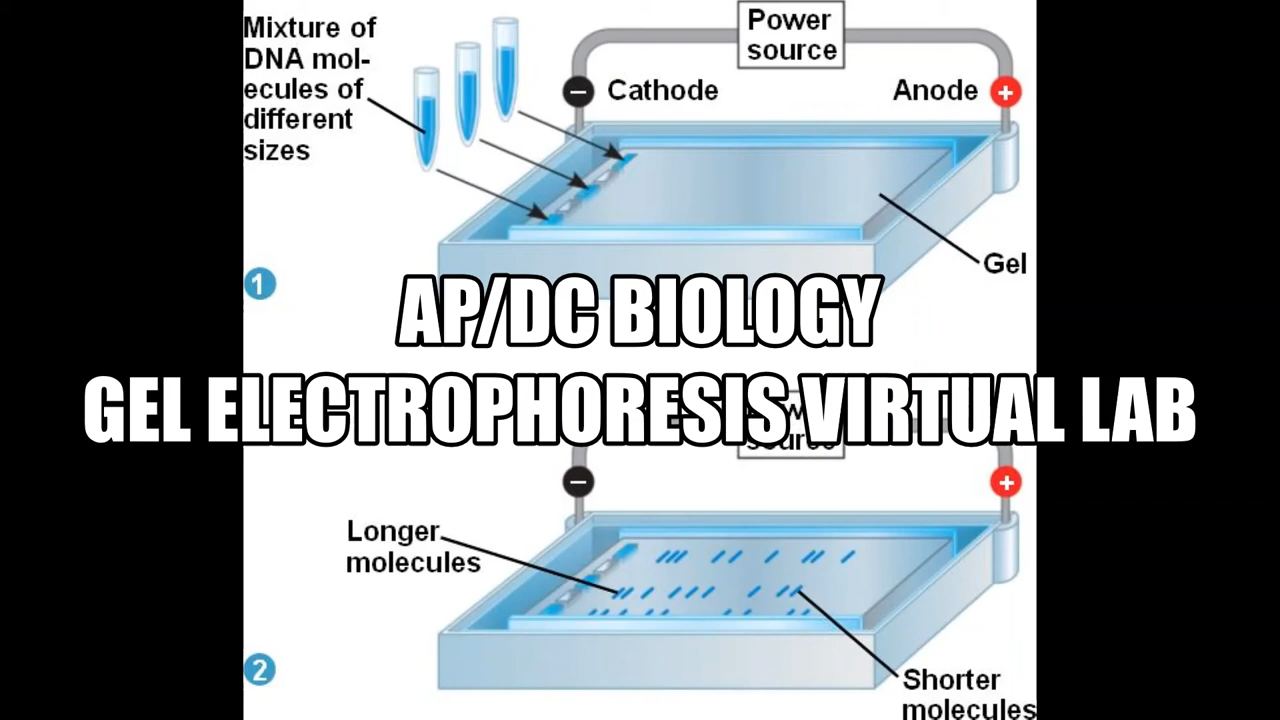 Mixture of
DNA mol-
ecules of
different
sizes
Power
source
−
Cathode
Anode
+
Gel
1
AP/DC BIOLOGY
GEL ELECTROPHORESIS VIRTUAL LAB
source
−
+
Longer
molecules
2
Shorter
molecules